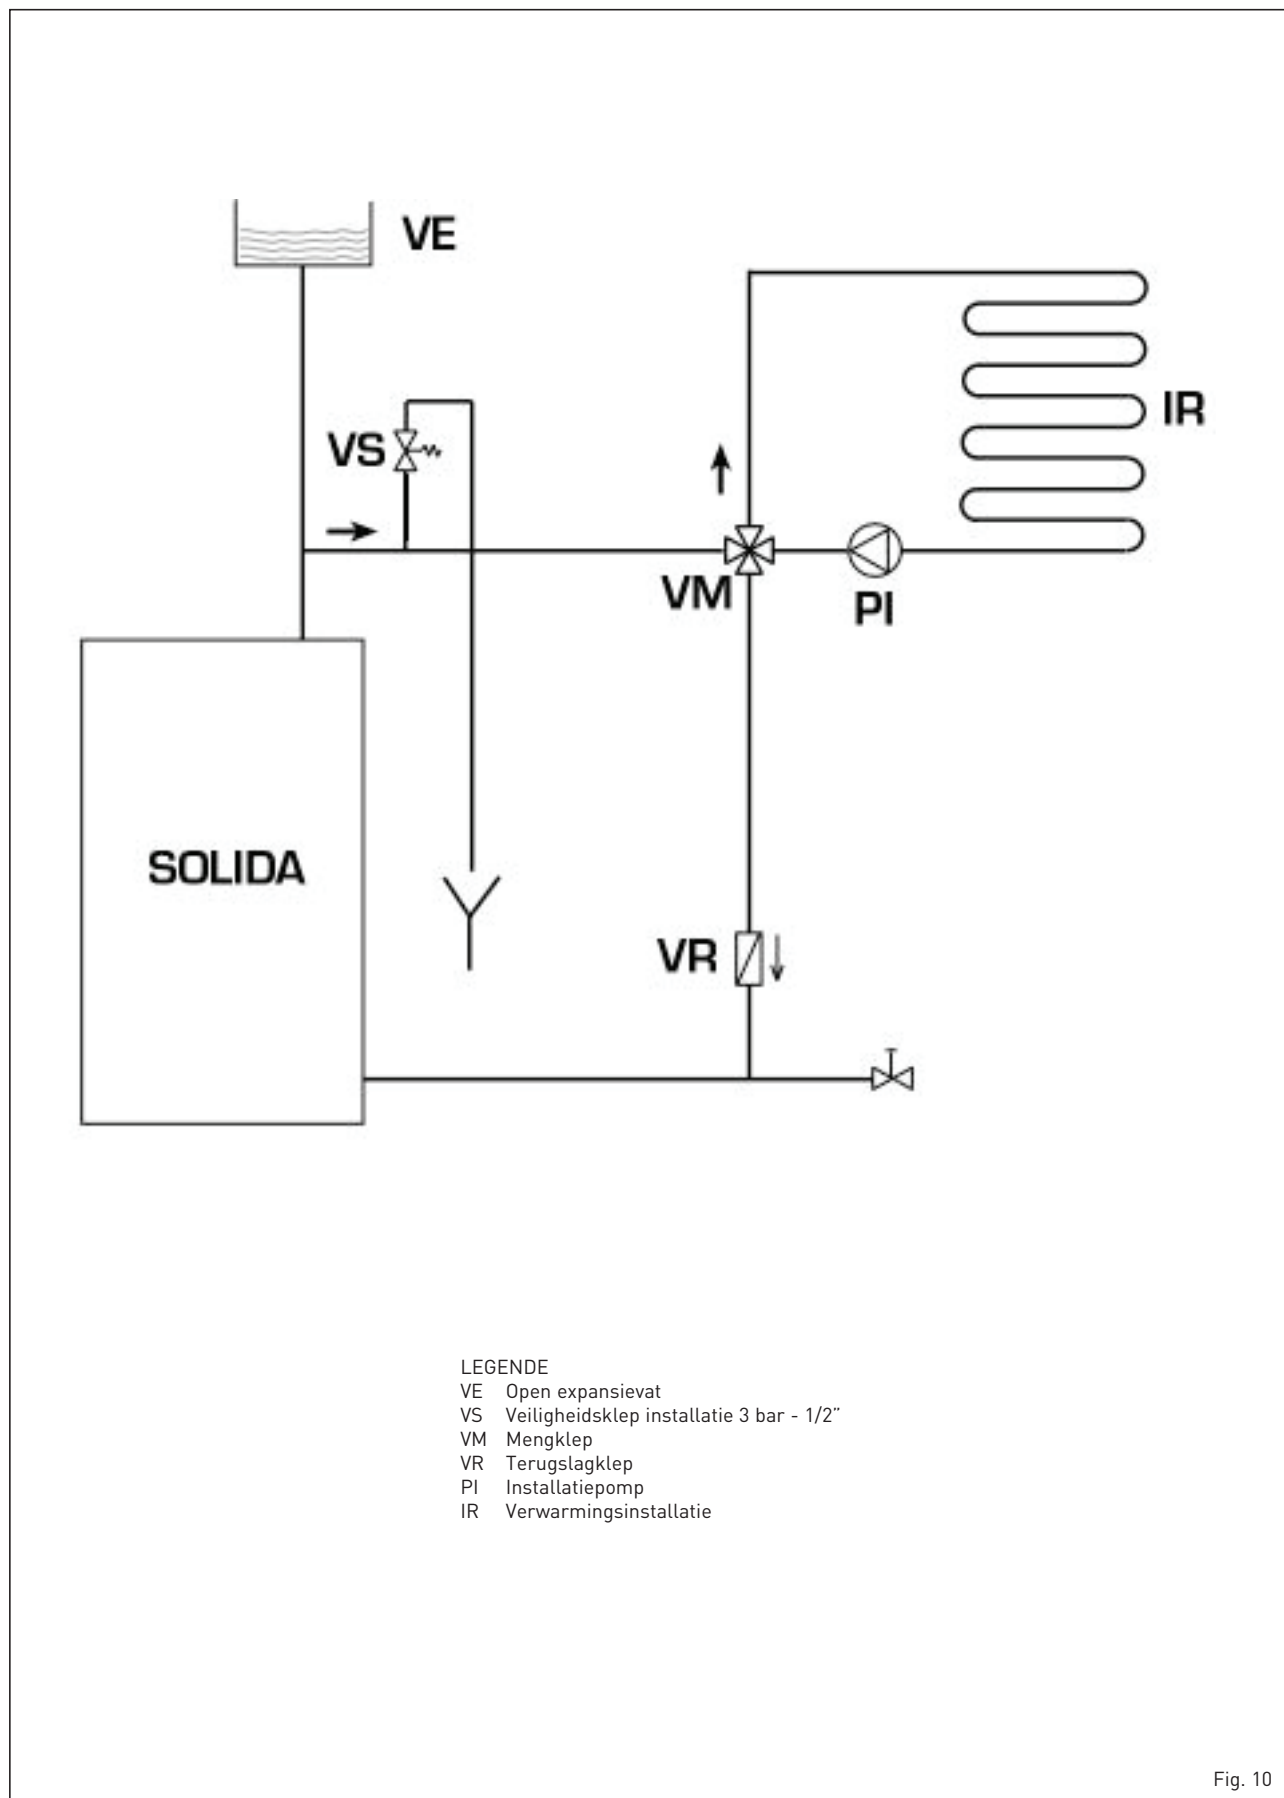 VE
VS
IR
VM
PI
SOLIDA
VR
LEGENDE
VE Open expansievat
VS Veiligheidsklep installatie 3 bar - 1/2”
VM Mengklep
VR Terugslagklep
PI Installatiepomp
IR Verwarmingsinstallatie
Fig. 10